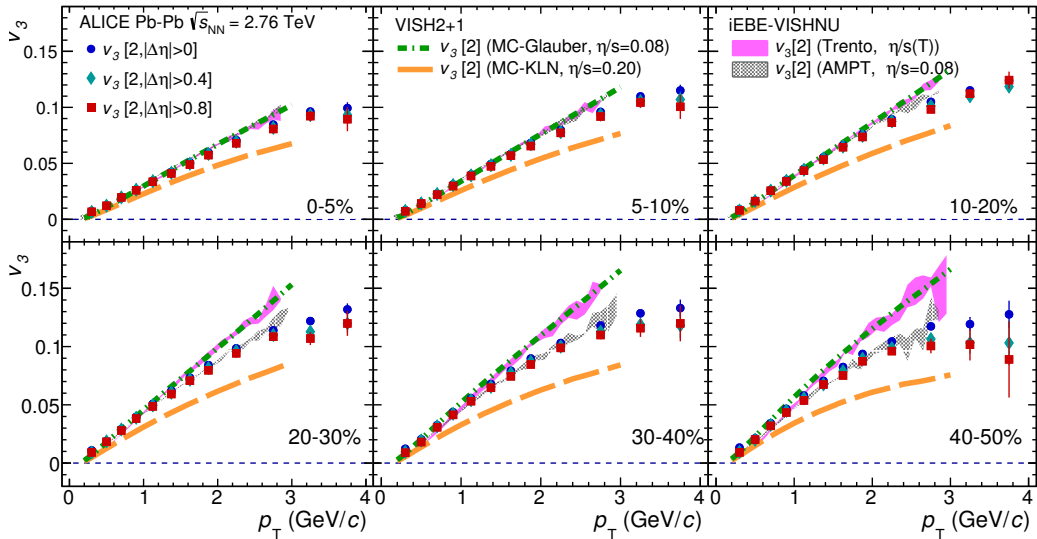 ALICE Pb-Pb √sNN = 2.76 TeV
v3 [2,|Δη|>0]
v3 [2,|Δη|>0.4]
v3 [2,|Δη|>0.8]
VISH2+1
v3 [2] (MC-Glauber, η/s=0.08)
v3 [2] (MC-KLN, η/s=0.20)
iEBE-VISHNU
v3[2] (Trento, η/s(T))
v3[2] (AMPT, η/s=0.08)
v3
0.15
0.1
0.05
0
0-5%
5-10%
10-20%
v3
0.15
0.1
0.05
0
20-30%
30-40%
40-50%
0 1 2 3 4
0 1 2 3 4
0 1 2 3 4
pT (GeV/c)
pT (GeV/c)
pT (GeV/c)